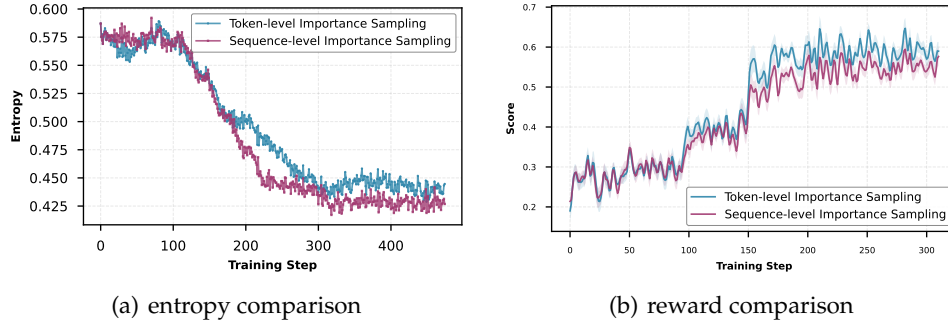 0.600
0.575
0.550
0.525
0.500
0.475
0.450
0.425
Entropy
Token-level Importance Sampling
Sequence-level Importance Sampling
0 100 200 300 400
Training Step
(a) entropy comparison
0.6
0.5
0.4
0.3
0.2
Score
Token-level Importance Sampling
Sequence-level Importance Sampling
0 50 100 150 200 250 300
Training Step
(b) reward comparison